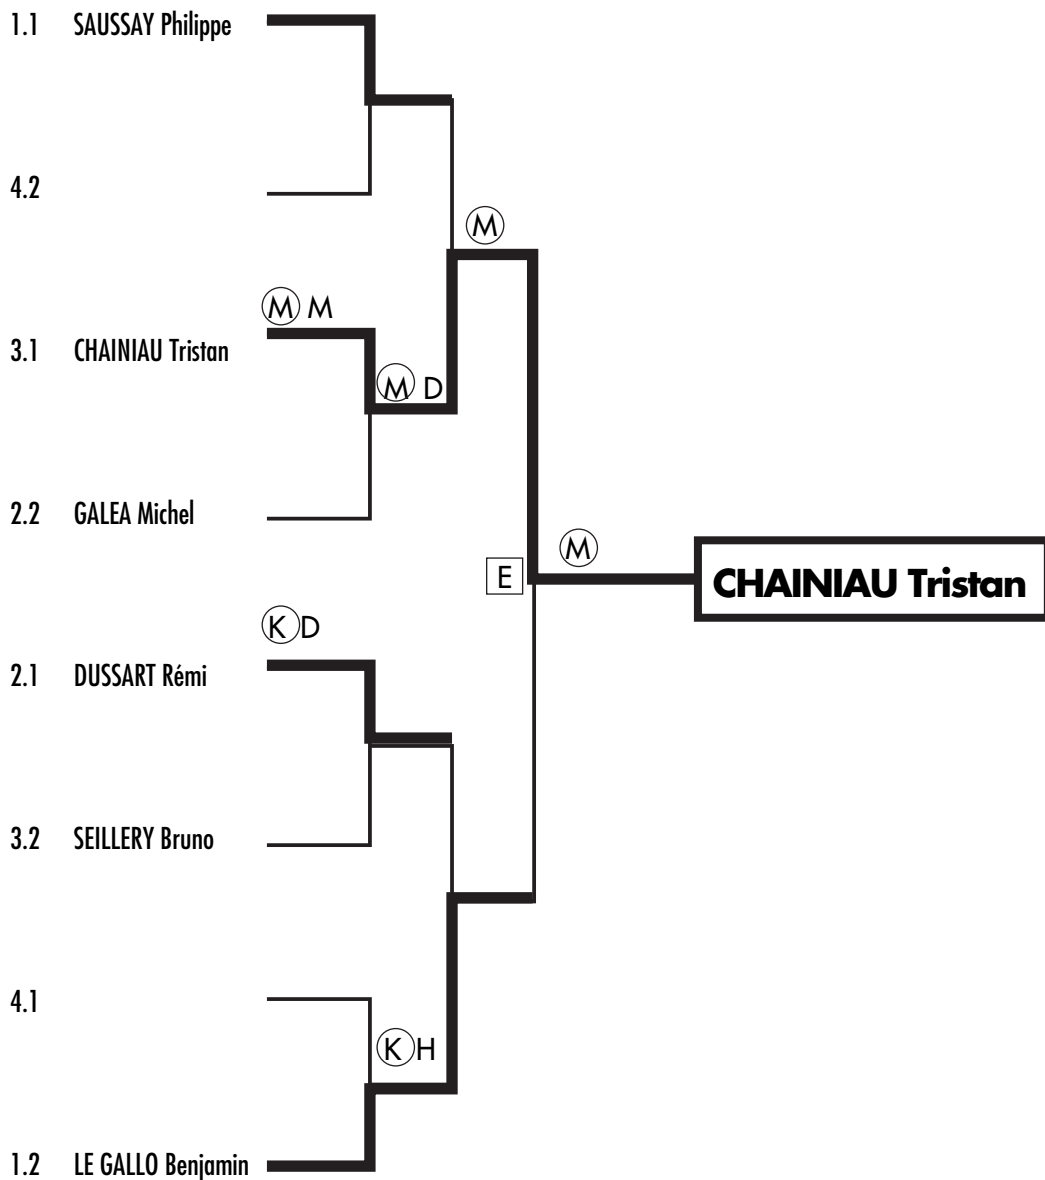 1.1 SAUSSAY Philippe
4.2
M
M M
3.1 CHAINIAU Tristan
M D
2.2 GALEA Michel
M
E
CHAINIAU Tristan
K D
2.1 DUSSART Rémi
3.2 SEILLERY Bruno
4.1
K H
1.2 LE GALLO Benjamin